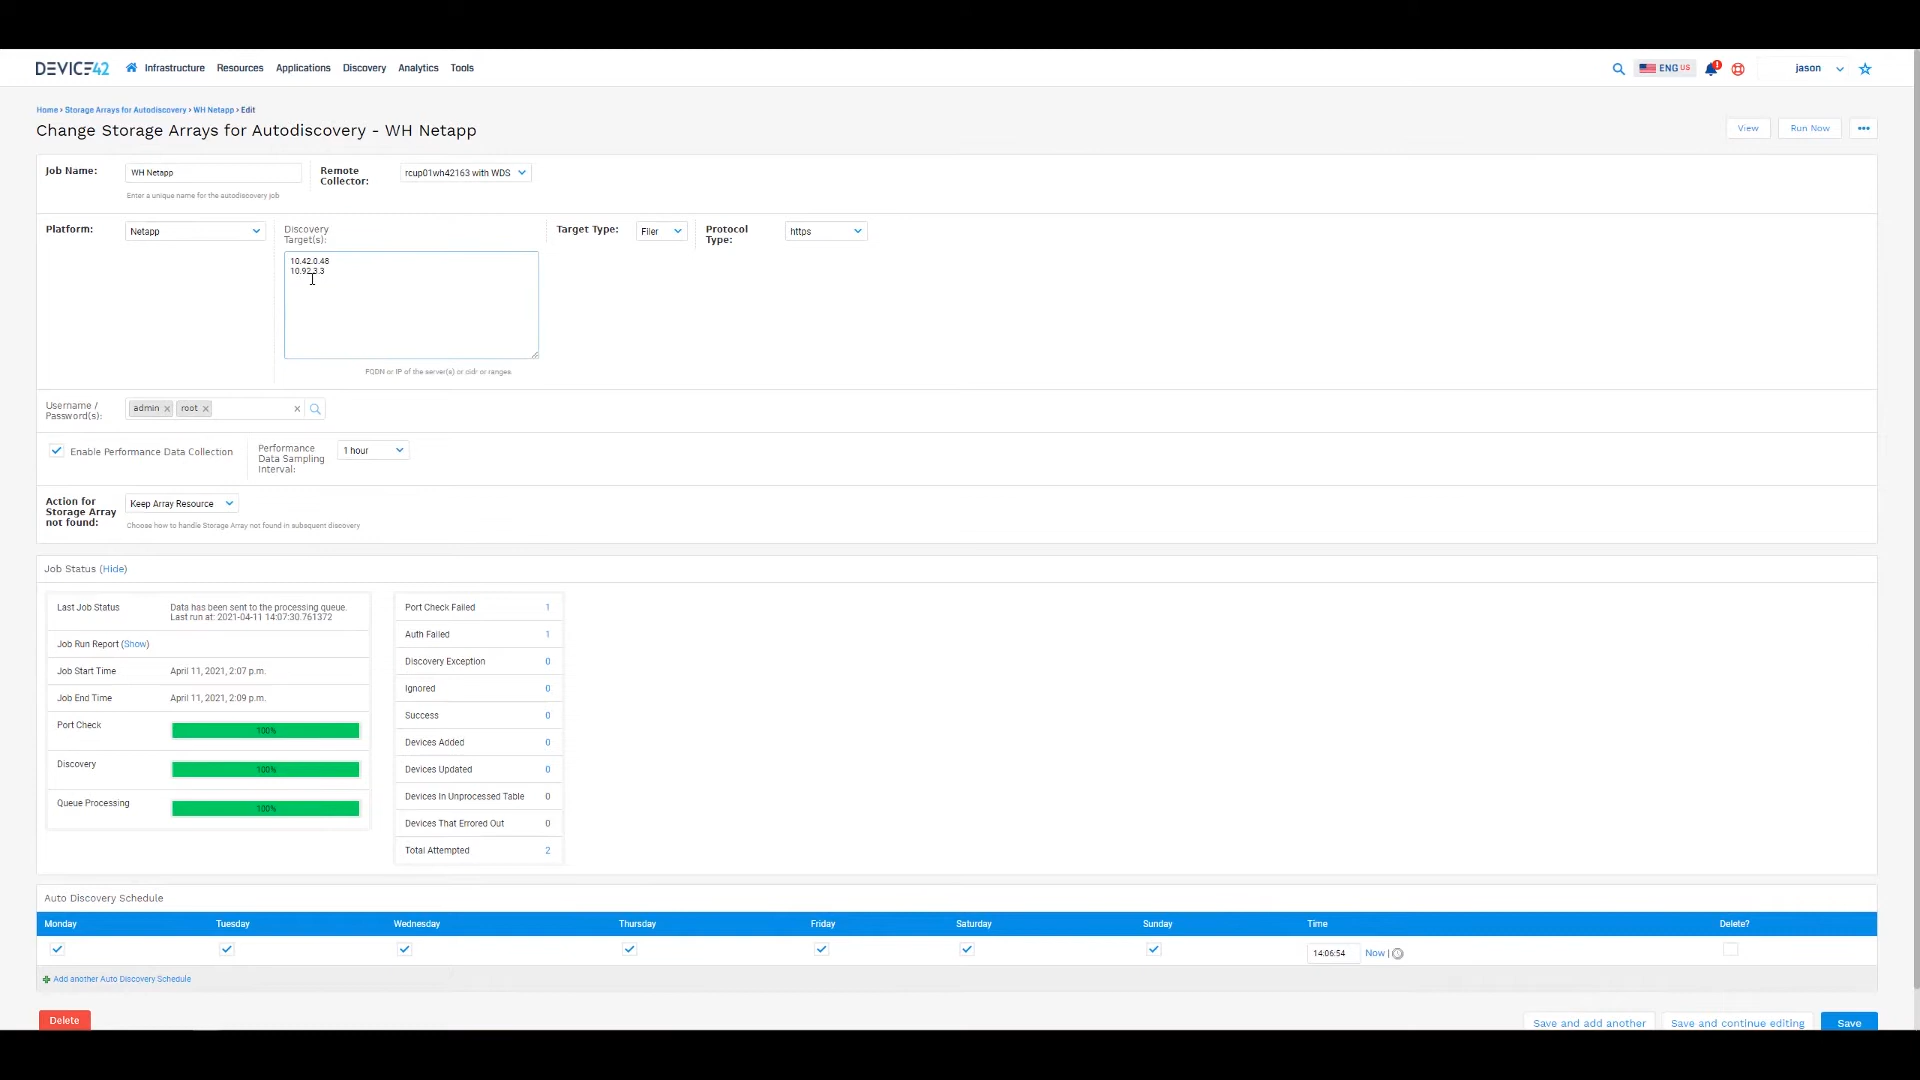 DEVICE42
Infrastructure Resources Applications Discovery Analytics Tools
ENG US
1
jason
Home › Storage Arrays for Autodiscovery › WH Netapp › Edit
Change Storage Arrays for Autodiscovery - WH Netapp
View
Run Now
•••
Job Name:
WH Netapp
Enter a unique name for the autodiscovery job
Remote
Collector:
rcup01wh42163 with WDS
Platform:
Netapp
Discovery
Target(s):
10.42.0.48
10.92.3.3
FQDN or IP of the server(s) or cidr or ranges.
Target Type:
Filer
Protocol
Type:
https
Username /
Password(s):
admin ×
root ×
×
Enable Performance Data Collection
Performance
Data Sampling
Interval:
1 hour
Action for
Storage Array
not found:
Keep Array Resource
Choose how to handle Storage Array not found in subsequent discovery
Job Status (Hide)
Last Job Status
Data has been sent to the processing queue.
Last run at: 2021-04-11 14:07:30.761372
Job Run Report (Show)
Job Start Time April 11, 2021, 2:07 p.m.
Job End Time April 11, 2021, 2:09 p.m.
Port Check 100%
Discovery 100%
Queue Processing 100%
Port Check Failed 1
Auth Failed 1
Discovery Exception 0
Ignored 0
Success 0
Devices Added 0
Devices Updated 0
Devices In Unprocessed Table 0
Devices That Errored Out 0
Total Attempted 2
Auto Discovery Schedule
Monday Tuesday Wednesday Thursday Friday Saturday Sunday Time Delete?
14:06:54 Now |
Add another Auto Discovery Schedule
Delete
Save and add another
Save and continue editing
Save